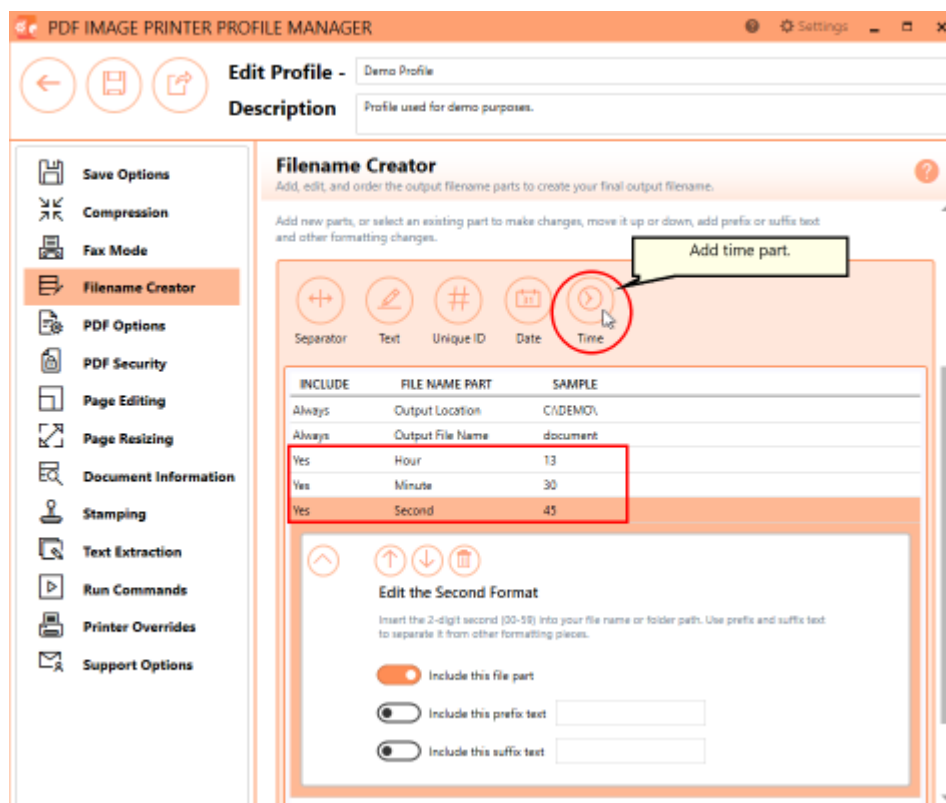 PDF IMAGE PRINTER PROFILE MANAGER
Settings
Edit Profile - Demo Profile
Description Profile used for demo purposes.
Save Options
Compression
Fax Mode
Filename Creator
PDF Options
PDF Security
Page Editing
Page Resizing
Document Information
Stamping
Text Extraction
Run Commands
Printer Overrides
Support Options
Filename Creator
Add, edit, and order the output filename parts to create your final output filename.
Add new parts, or select an existing part to make changes, move it up or down, add prefix or suffix text
and other formatting changes.
Add time part.
Separator Text Unique ID Date Time
INCLUDE FILE NAME PART SAMPLE
Always Output Location C:\DEMO\
Always Output File Name document
Yes Hour 13
Yes Minute 30
Yes Second 45
Edit the Second Format
Insert the 2-digit second (00-59) into your file name or folder path. Use prefix and suffix text
to separate it from other formatting pieces.
Include this file part
Include this prefix text
Include this suffix text